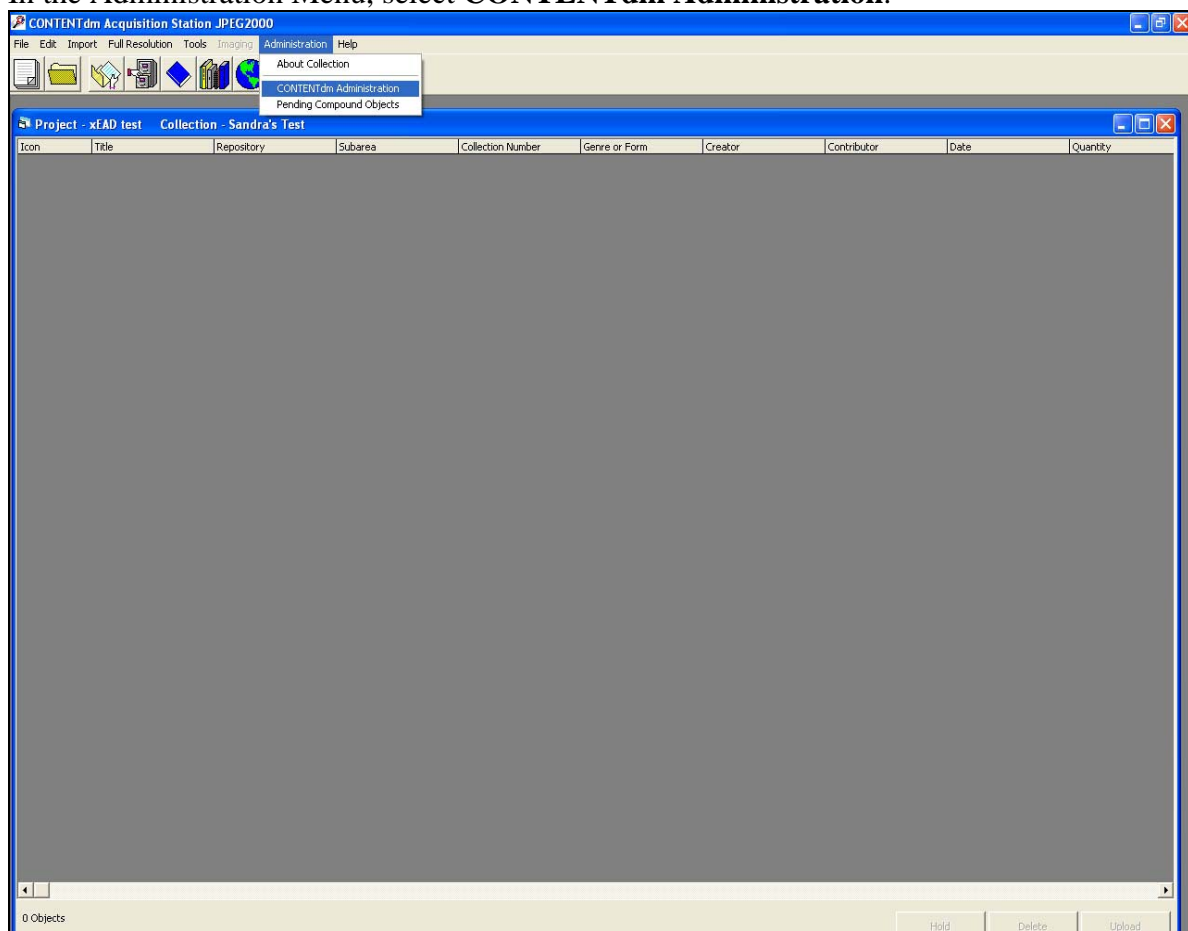 In the Administration Menu, select CONTENTdm Administration.
CONTENTdm Acquisition Station JPEG2000
File Edit Import Full Resolution Tools Imaging Administration Help
About Collection
CONTENTdm Administration
Pending Compound Objects
Project - xEAD test Collection - Sandra's Test
Icon Title Repository Subarea Collection Number Genre or Form Creator Contributor Date Quantity
0 Objects
Hold Delete Upload